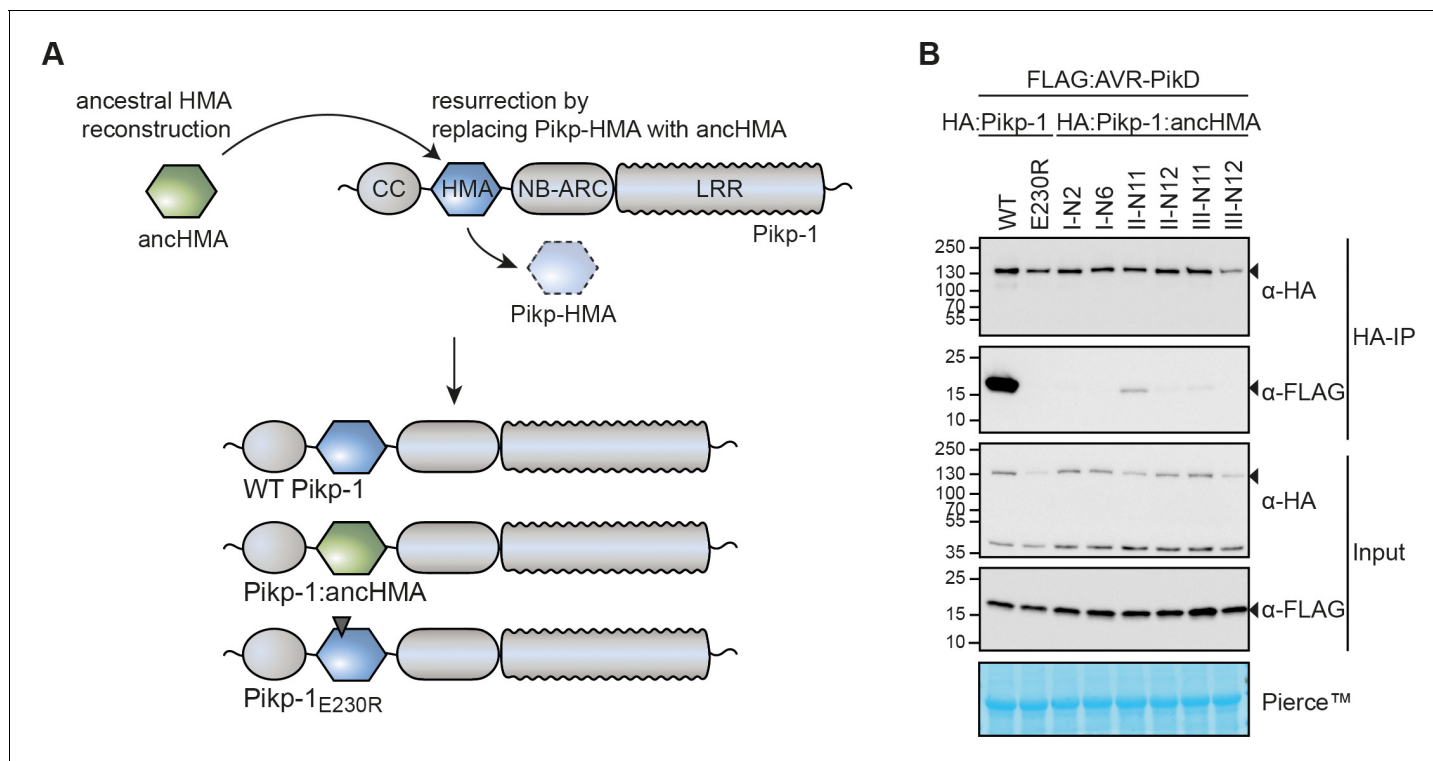 A
ancestral HMA
reconstruction
resurrection by
replacing Pikp-HMA with ancHMA
CC
HMA
NB-ARC
LRR
ancHMA
Pikp-1
Pikp-HMA
WT Pikp-1
Pikp-1:ancHMA
Pikp-1E230R
B
FLAG:AVR-PikD
HA:Pikp-1 HA:Pikp-1:ancHMA
WT
E230R
I-N2
I-N6
II-N11
II-N12
III-N11
III-N12
250
130
100
70
55
α-HA
25
15
10
α-FLAG
HA-IP
250
130
100
70
55
35
α-HA
25
15
10
α-FLAG
Input
Pierce™